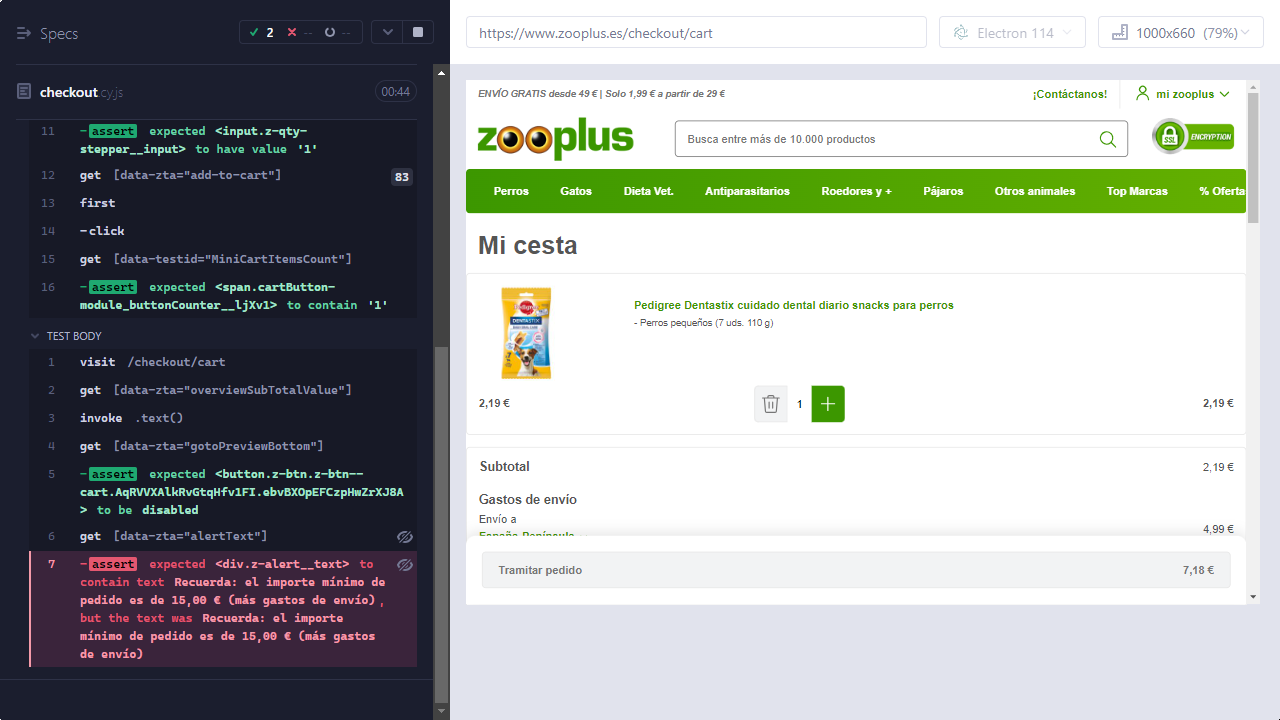 Specs
2
--
--
checkout.cy.js
00:44
11 -assert expected <input.z-qty-
stepper__input> to have value '1'
12 get [data-zta="add-to-cart"] 83
13 first
14 -click
15 get [data-testid="MiniCartItemsCount"]
16 -assert expected <span.cartButton-
module_buttonCounter__ljXv1> to contain '1'
TEST BODY
1 visit /checkout/cart
2 get [data-zta="overviewSubTotalValue"]
3 invoke .text()
4 get [data-zta="gotoPreviewBottom"]
5 -assert expected <button.z-btn.z-btn--
cart.AqRVVXAlkRvGtqHfv1FI.ebvBXOpEFCzpHwZrXJ8A
> to be disabled
6 get [data-zta="alertText"]
7 -assert expected <div.z-alert__text> to
contain text Recuerda: el importe mínimo de
pedido es de 15,00 € (más gastos de envío),
but the text was Recuerda: el importe
mínimo de pedido es de 15,00 € (más gastos
de envío)
https://www.zooplus.es/checkout/cart
Electron 114
1000x660 (79%)
ENVÍO GRATIS desde 49 € | Solo 1,99 € a partir de 29 €
¡Contáctanos!
mi zooplus
zooplus
Busca entre más de 10.000 productos
SSL ENCRYPTION
Perros Gatos Dieta Vet. Antiparasitarios Roedores y + Pájaros Otros animales Top Marcas % Oferta
Mi cesta
Pedigree
DENTASTIX
Pedigree Dentastix cuidado dental diario snacks para perros
- Perros pequeños (7 uds. 110 g)
2,19 € 1 2,19 €
Subtotal 2,19 €
Gastos de envío
Envío a
España-Península 4,99 €
Tramitar pedido 7,18 €